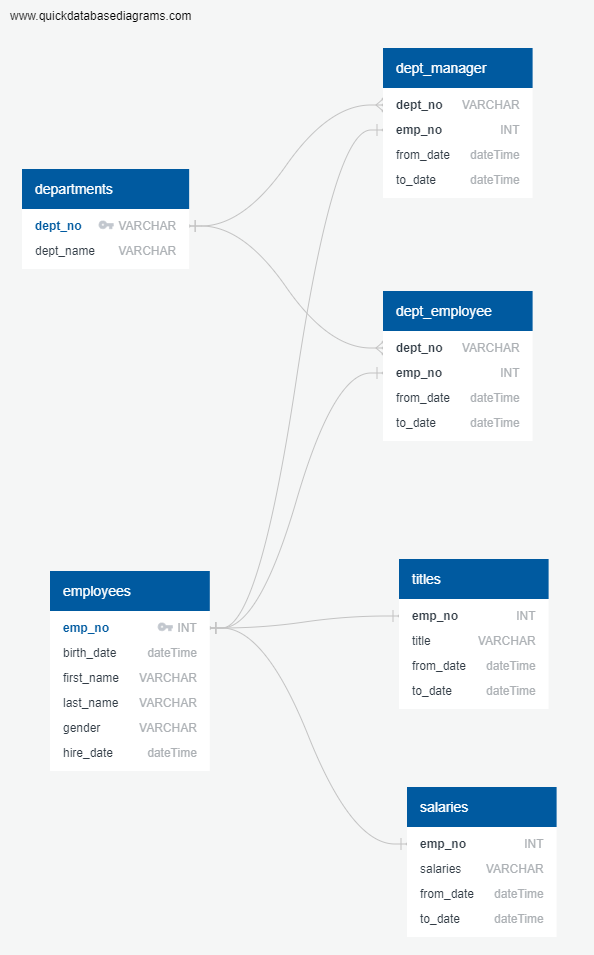 www.quickdatabasediagrams.com
dept_manager
dept_no VARCHAR
emp_no INT
from_date dateTime
to_date dateTime
departments
dept_no VARCHAR
dept_name VARCHAR
dept_employee
dept_no VARCHAR
emp_no INT
from_date dateTime
to_date dateTime
employees
emp_no INT
birth_date dateTime
first_name VARCHAR
last_name VARCHAR
gender VARCHAR
hire_date dateTime
titles
emp_no INT
title VARCHAR
from_date dateTime
to_date dateTime
salaries
emp_no INT
salaries VARCHAR
from_date dateTime
to_date dateTime